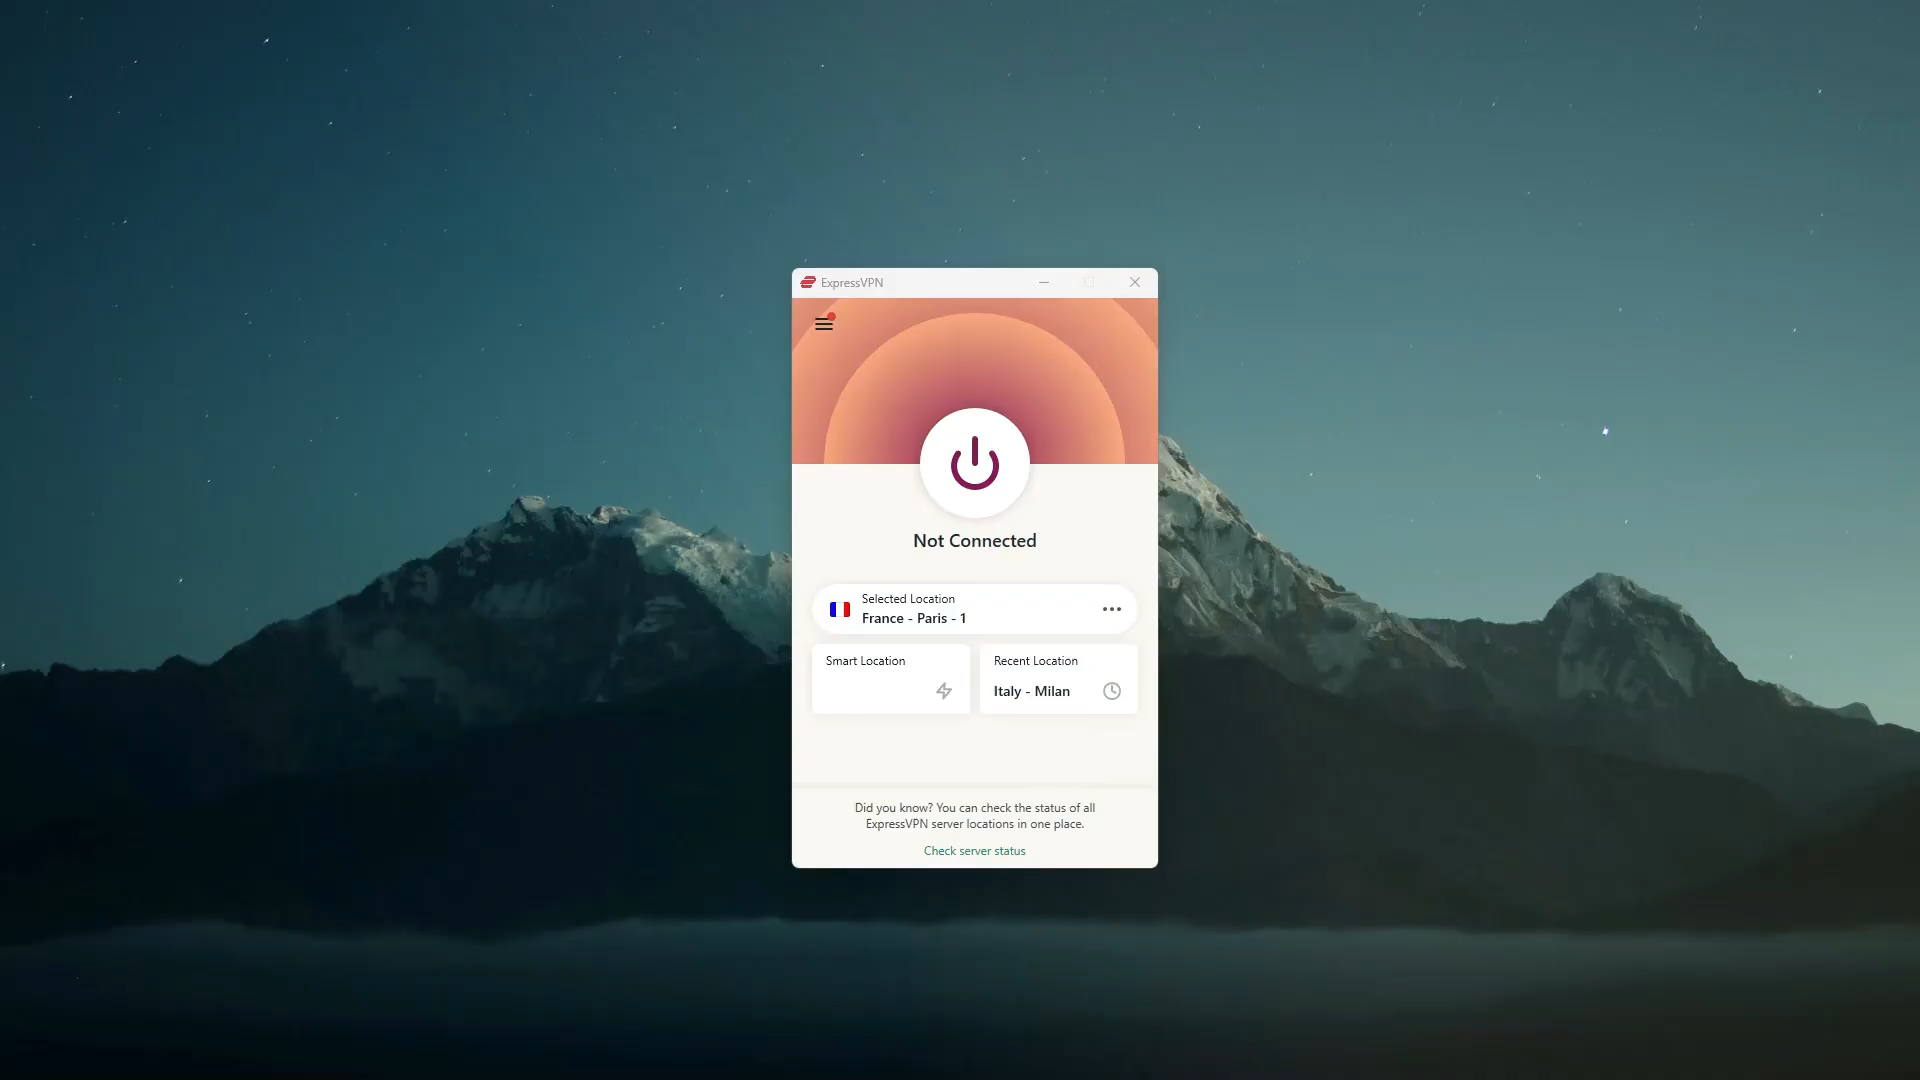 ExpressVPN
Not Connected
Selected Location
France - Paris - 1
Smart Location
Recent Location
Italy - Milan
Did you know? You can check the status of all
ExpressVPN server locations in one place.
Check server status